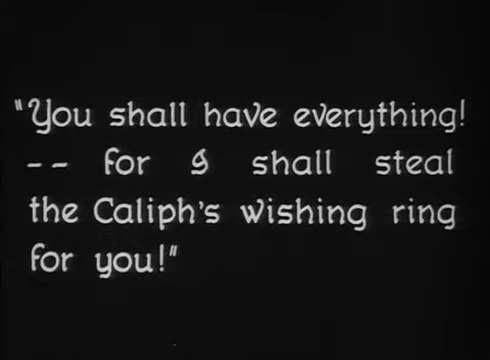 "You shall have everything!
-- for I shall steal
the Caliph's wishing ring
for you!"